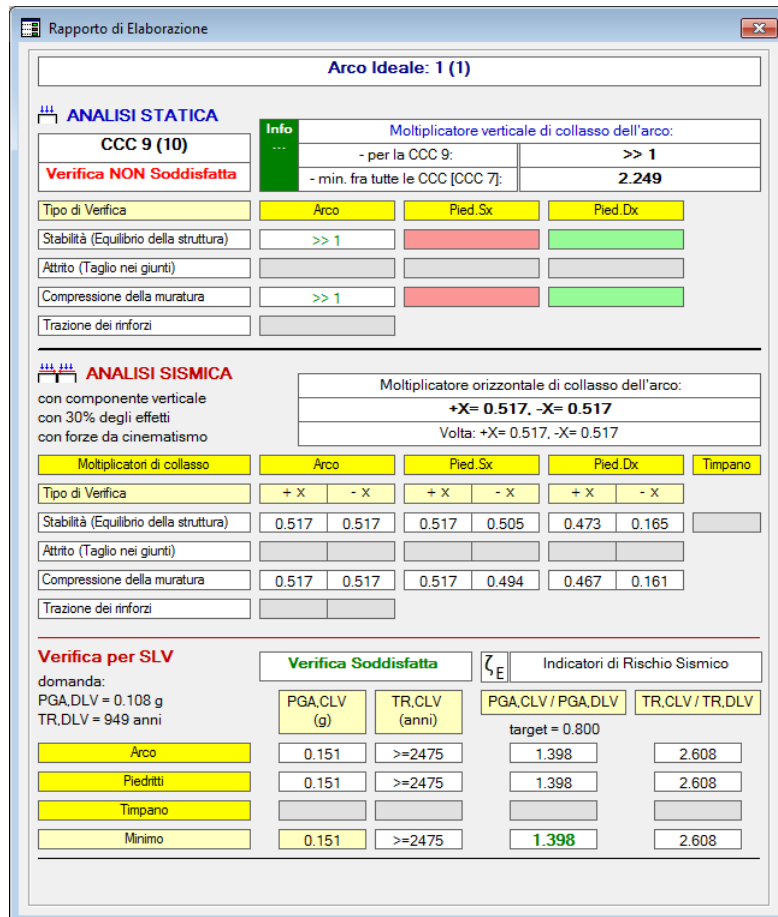 Rapporto di Elaborazione
Arco Ideale: 1 (1)
ANALISI STATICA
CCC 9 (10)
Verifica NON Soddisfatta
Info
...
Moltiplicatore verticale di collasso dell'arco:
- per la CCC 9: >> 1
- min. fra tutte le CCC [CCC 7]: 2.249
Tipo di Verifica Arco Pied.Sx Pied.Dx
Stabilità (Equilibrio della struttura) >> 1
Attrito (Taglio nei giunti)
Compressione della muratura >> 1
Trazione dei rinforzi
ANALISI SISMICA
con componente verticale
con 30% degli effetti
con forze da cinematismo
Moltiplicatore orizzontale di collasso dell'arco:
+X= 0.517, -X= 0.517
Volta: +X= 0.517, -X= 0.517
Moltiplicatori di collasso Arco Pied.Sx Pied.Dx Timpano
Tipo di Verifica + X - X + X - X + X - X
Stabilità (Equilibrio della struttura) 0.517 0.517 0.517 0.505 0.473 0.165
Attrito (Taglio nei giunti)
Compressione della muratura 0.517 0.517 0.517 0.494 0.467 0.161
Trazione dei rinforzi
Verifica per SLV
domanda:
PGA,DLV = 0.108 g
TR,DLV = 949 anni
Verifica Soddisfatta
ζE Indicatori di Rischio Sismico
PGA,CLV (g) TR,CLV (anni) PGA,CLV / PGA,DLV TR,CLV / TR,DLV
target = 0.800
Arco 0.151 >=2475 1.398 2.608
Piedritti 0.151 >=2475 1.398 2.608
Timpano
Minimo 0.151 >=2475 1.398 2.608